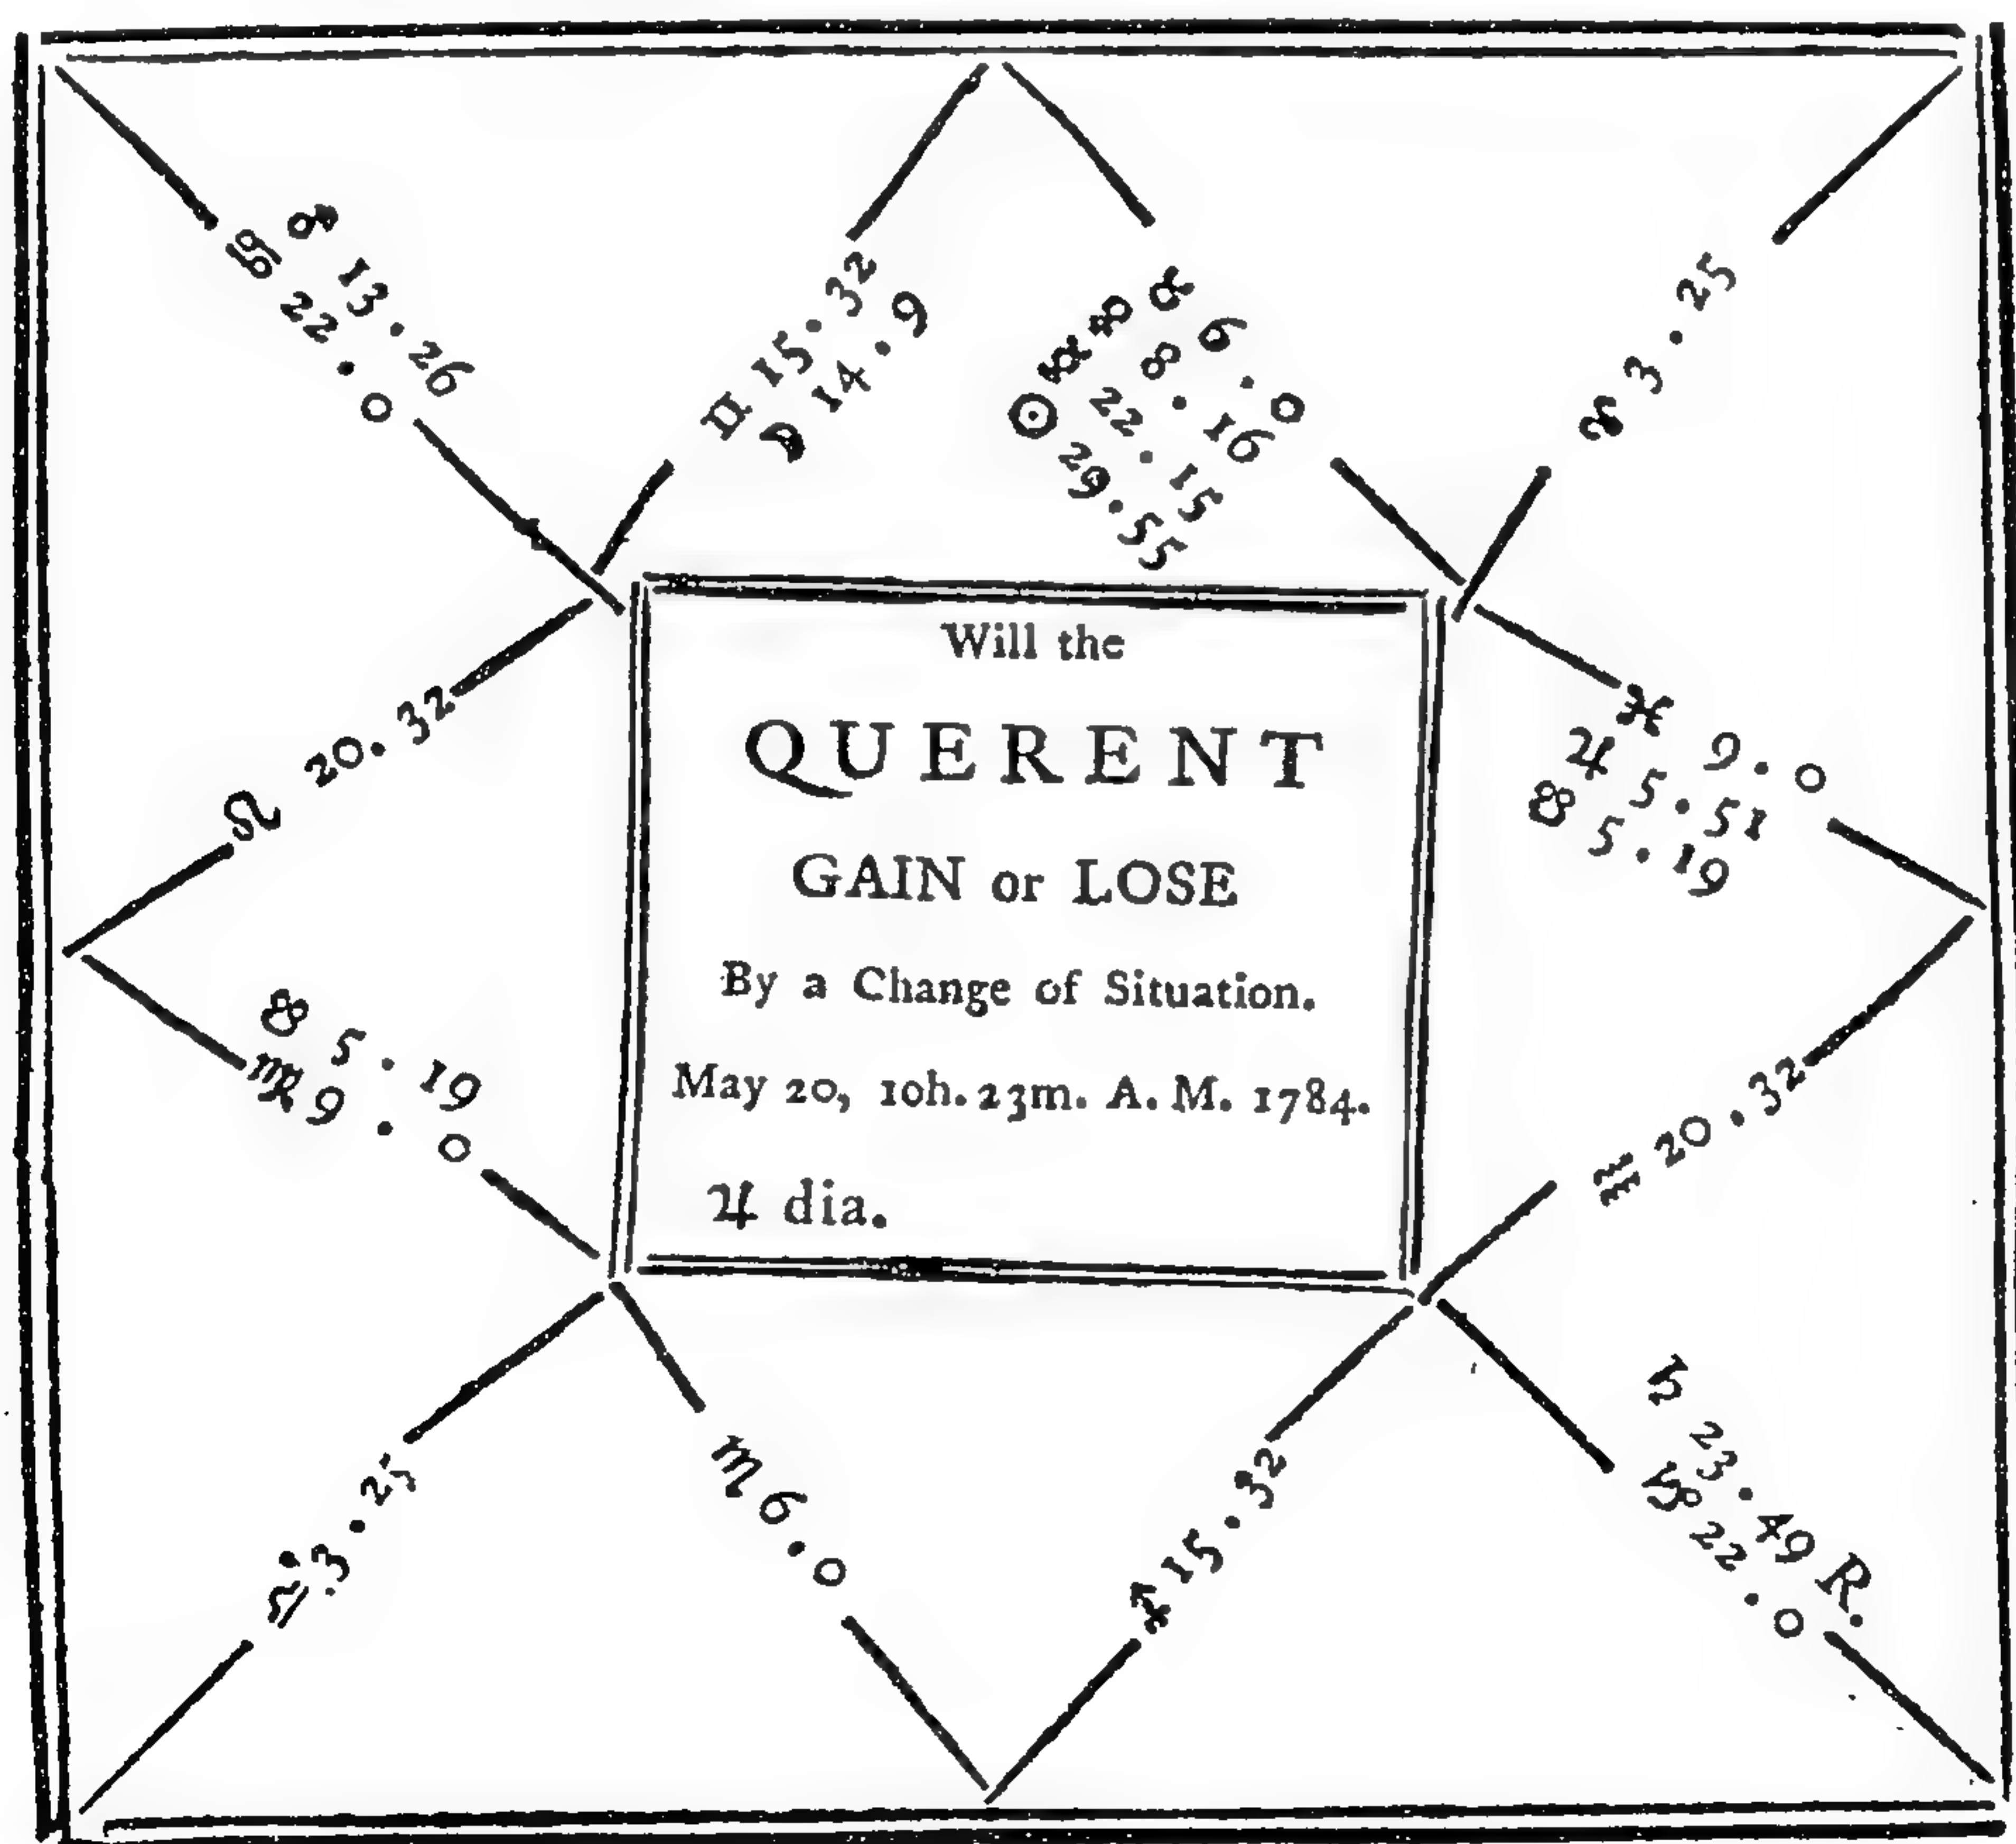 ♂ 13.26
♋ 22.0
♊ 15.32
☽ 14.9
♉ 6.0
8.16
22.15
☉ 29.55
3.25
♌ 20.32
♓ 9.0
♃ 5.51
5.19
Will the
QUERENT
GAIN or LOSE
By a Change of Situation.
May 20, 10h. 23m. A. M. 1784.
♃ dia.
5.19
♍ 9.0
♒ 20.32
♎ 3.25
♏ 6.0
♐ 15.32
♄ 23.49 R.
♑ 22.0